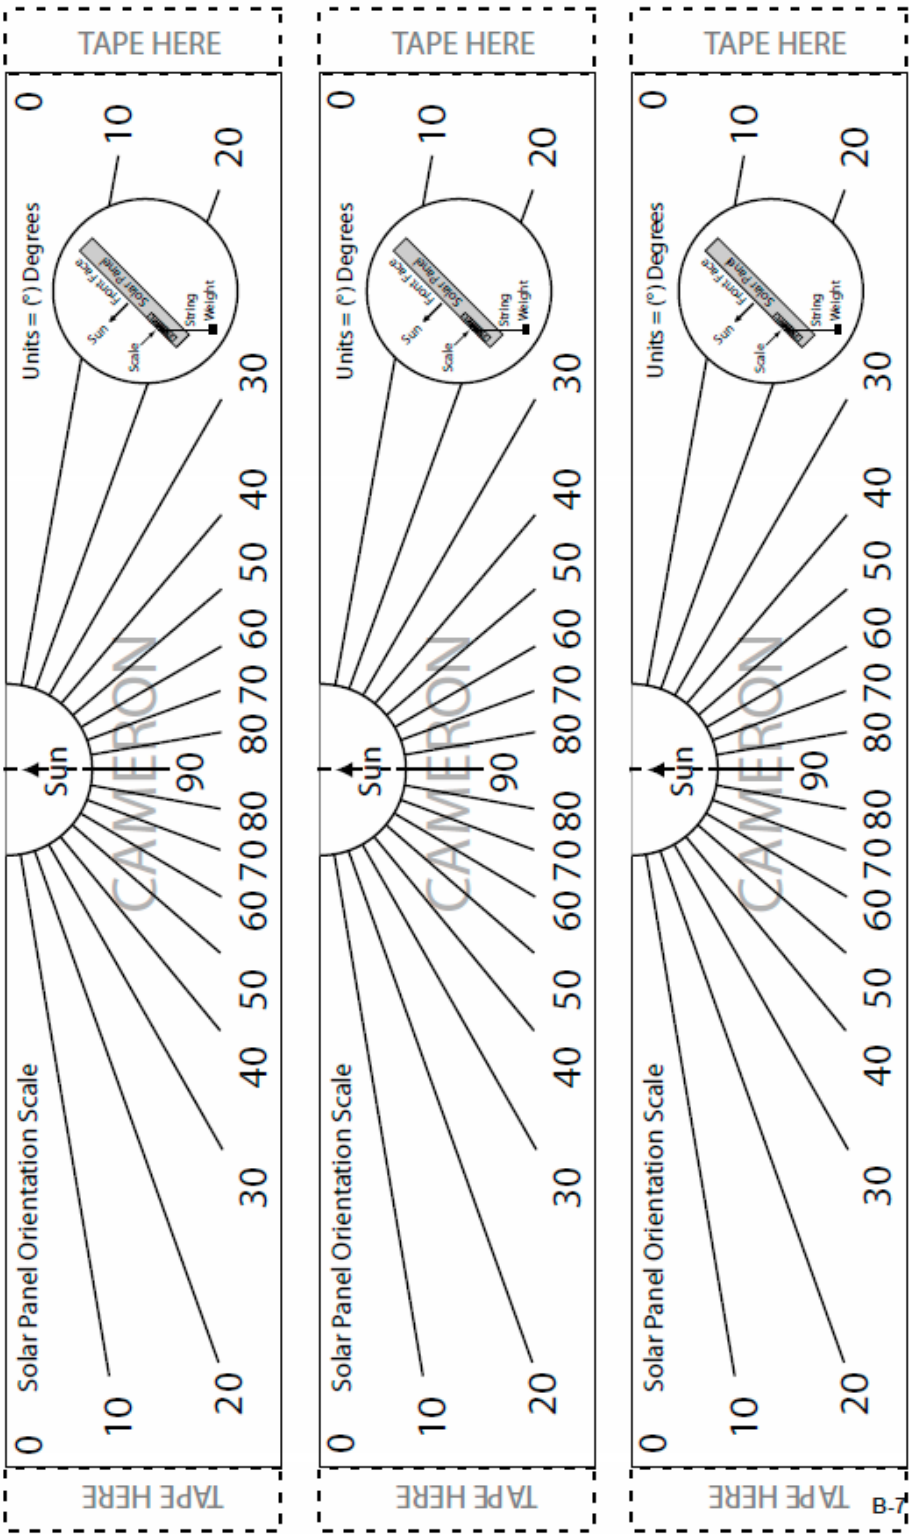 TAPE HERE
TAPE HERE
TAPE HERE
0
10
20
Units = (°) Degrees
Sun
Front Face
Solar Panel
Scale
String
Weight
30
40
50
60
70
80
Sun
90
CAMERON
80
70
60
50
40
30
Solar Panel Orientation Scale
20
10
0
0
10
20
Units = (°) Degrees
Sun
Front Face
Solar Panel
Scale
String
Weight
30
40
50
60
70
80
Sun
90
CAMERON
80
70
60
50
40
30
Solar Panel Orientation Scale
20
10
0
0
10
20
Units = (°) Degrees
Sun
Front Face
Solar Panel
Scale
String
Weight
30
40
50
60
70
80
Sun
90
CAMERON
80
70
60
50
40
30
Solar Panel Orientation Scale
20
10
0
TAPE HERE
TAPE HERE
TAPE HERE
B-7